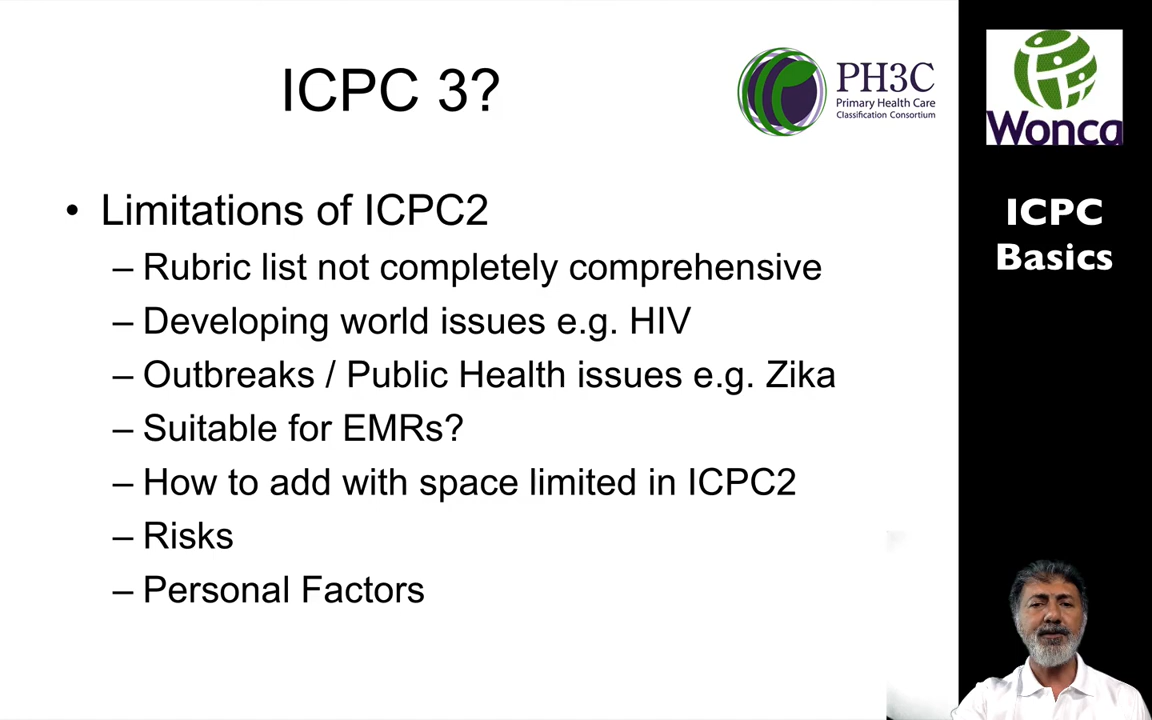 ICPC 3?
PH3C
Primary Health Care
Classification Consortium
Wonca
ICPC
Basics
• Limitations of ICPC2
– Rubric list not completely comprehensive
– Developing world issues e.g. HIV
– Outbreaks / Public Health issues e.g. Zika
– Suitable for EMRs?
– How to add with space limited in ICPC2
– Risks
– Personal Factors